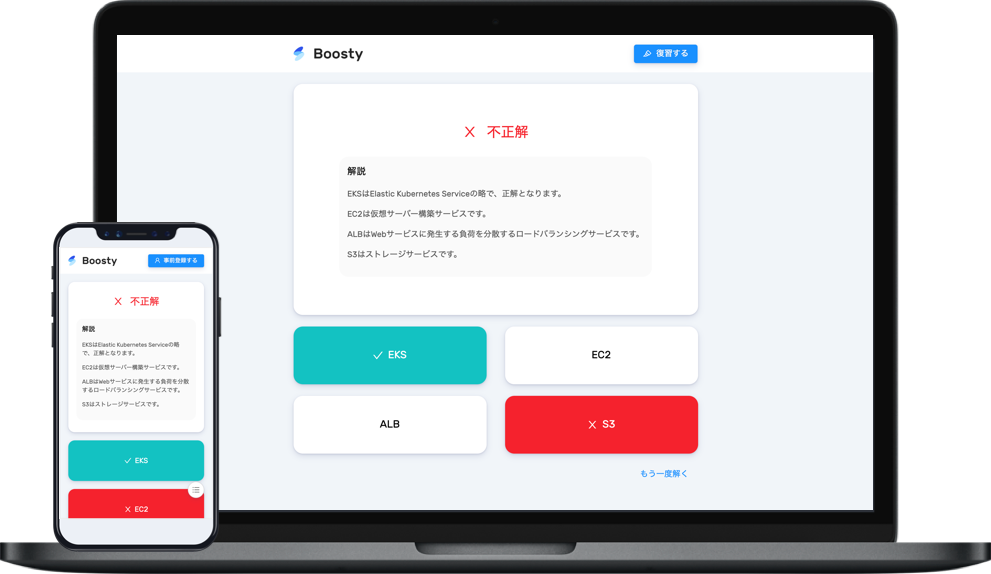 Boosty
復習する
不正解
解説
EKSはElastic Kubernetes Serviceの略で、正解となります。
EC2は仮想サーバー構築サービスです。
ALBはWebサービスに発生する負荷を分散するロードバランシングサービスです。
S3はストレージサービスです。
EKS
EC2
ALB
S3
もう一度解く
Boosty
事前登録する
不正解
解説
EKSはElastic Kubernetes Serviceの略
で、正解となります。
EC2は仮想サーバー構築サービスです。
ALBはWebサービスに発生する負荷を分散
するロードバランシングサービスです。
S3はストレージサービスです。
EKS
EC2